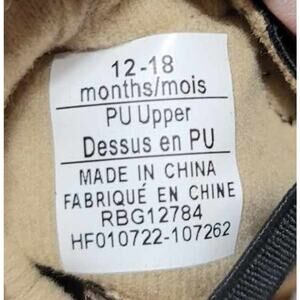 12-18
months/mois
PU Upper
Dessus en PU
MADE IN CHINA
FABRIQUÉ EN CHINE
RBG12784
HF010722-107262